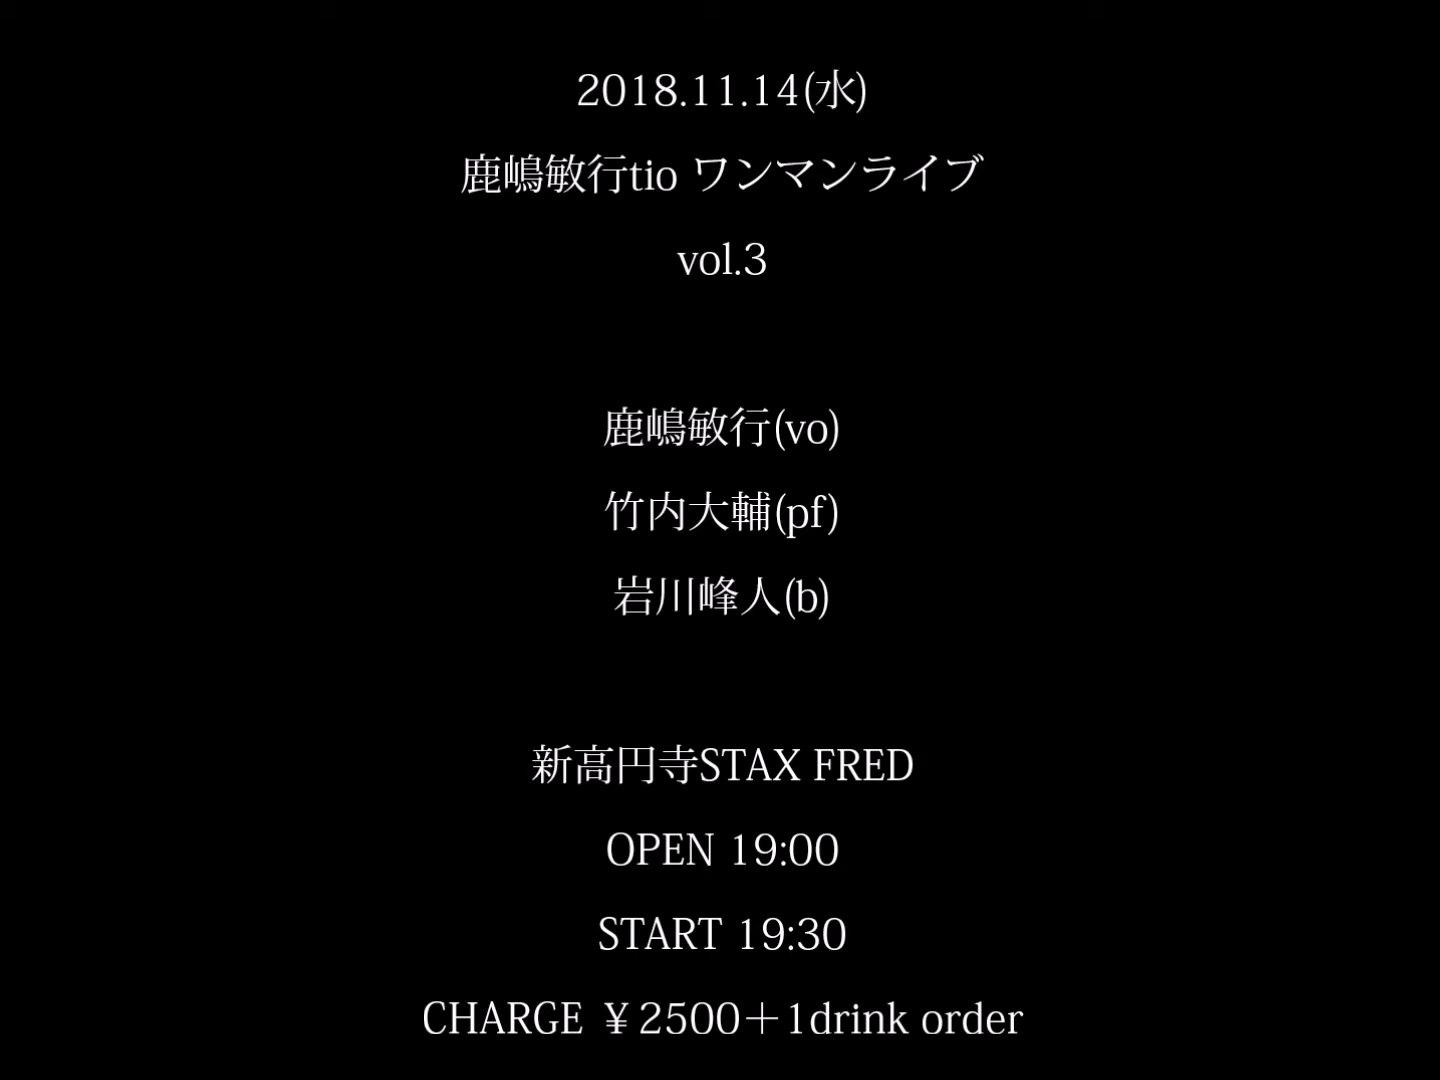 2018.11.14(水)
鹿嶋敏行tio ワンマンライブ
vol.3
鹿嶋敏行(vo)
竹内大輔(pf)
岩川峰人(b)
新高円寺STAX FRED
OPEN 19:00
START 19:30
CHARGE ￥2500＋1drink order